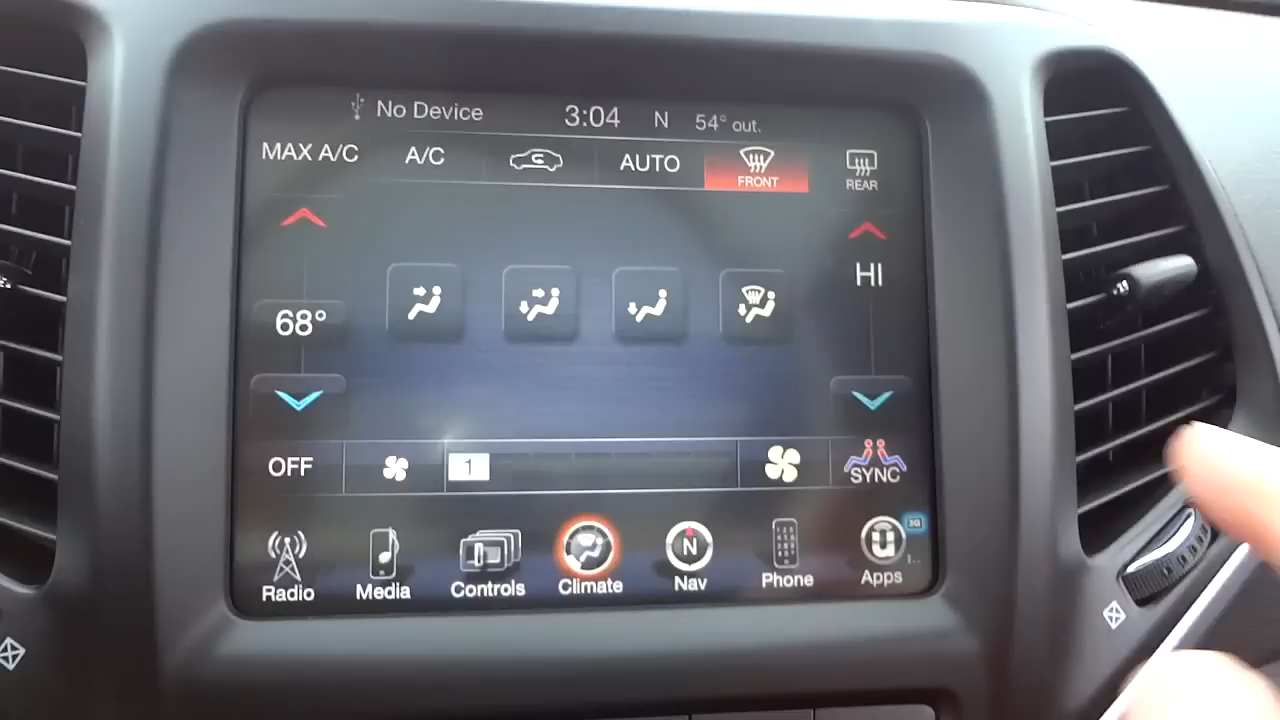 No Device 3:04 N 54° out.
MAX A/C A/C AUTO FRONT REAR
68° HI
OFF 1 SYNC
3G
Radio Media Controls Climate N Nav Phone Apps